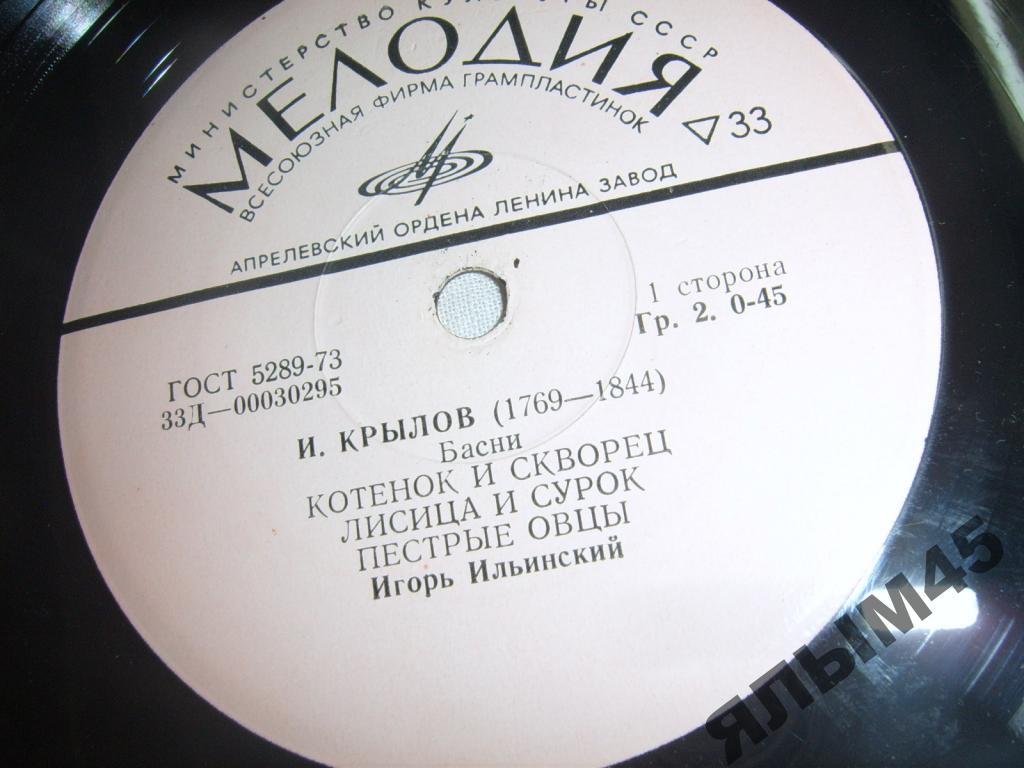 МИНИСТЕРСТВО КУЛЬТУРЫ СССР
МЕЛОДИЯ
ВСЕСОЮЗНАЯ ФИРМА ГРАМПЛАСТИНОК
33
АПРЕЛЕВСКИЙ ОРДЕНА ЛЕНИНА ЗАВОД
1 сторона
Гр. 2. 0-45
ГОСТ 5289-73
33Д—00030295
И. КРЫЛОВ (1769—1844)
Басни
КОТЕНОК И СКВОРЕЦ
ЛИСИЦА И СУРОК
ПЕСТРЫЕ ОВЦЫ
Игорь Ильинский
ЯЛЫМ45